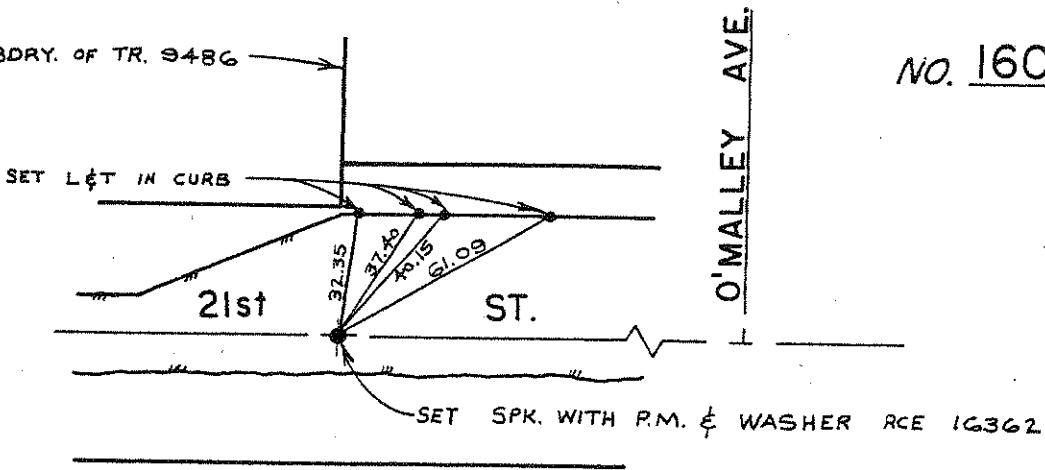 BDRY. OF TR. 9486
NO. 160
O'MALLEY AVE.
SET L&T IN CURB
32.35
37.40
40.15
61.09
21st ST.
SET SPK. WITH P.M. & WASHER RCE 16362